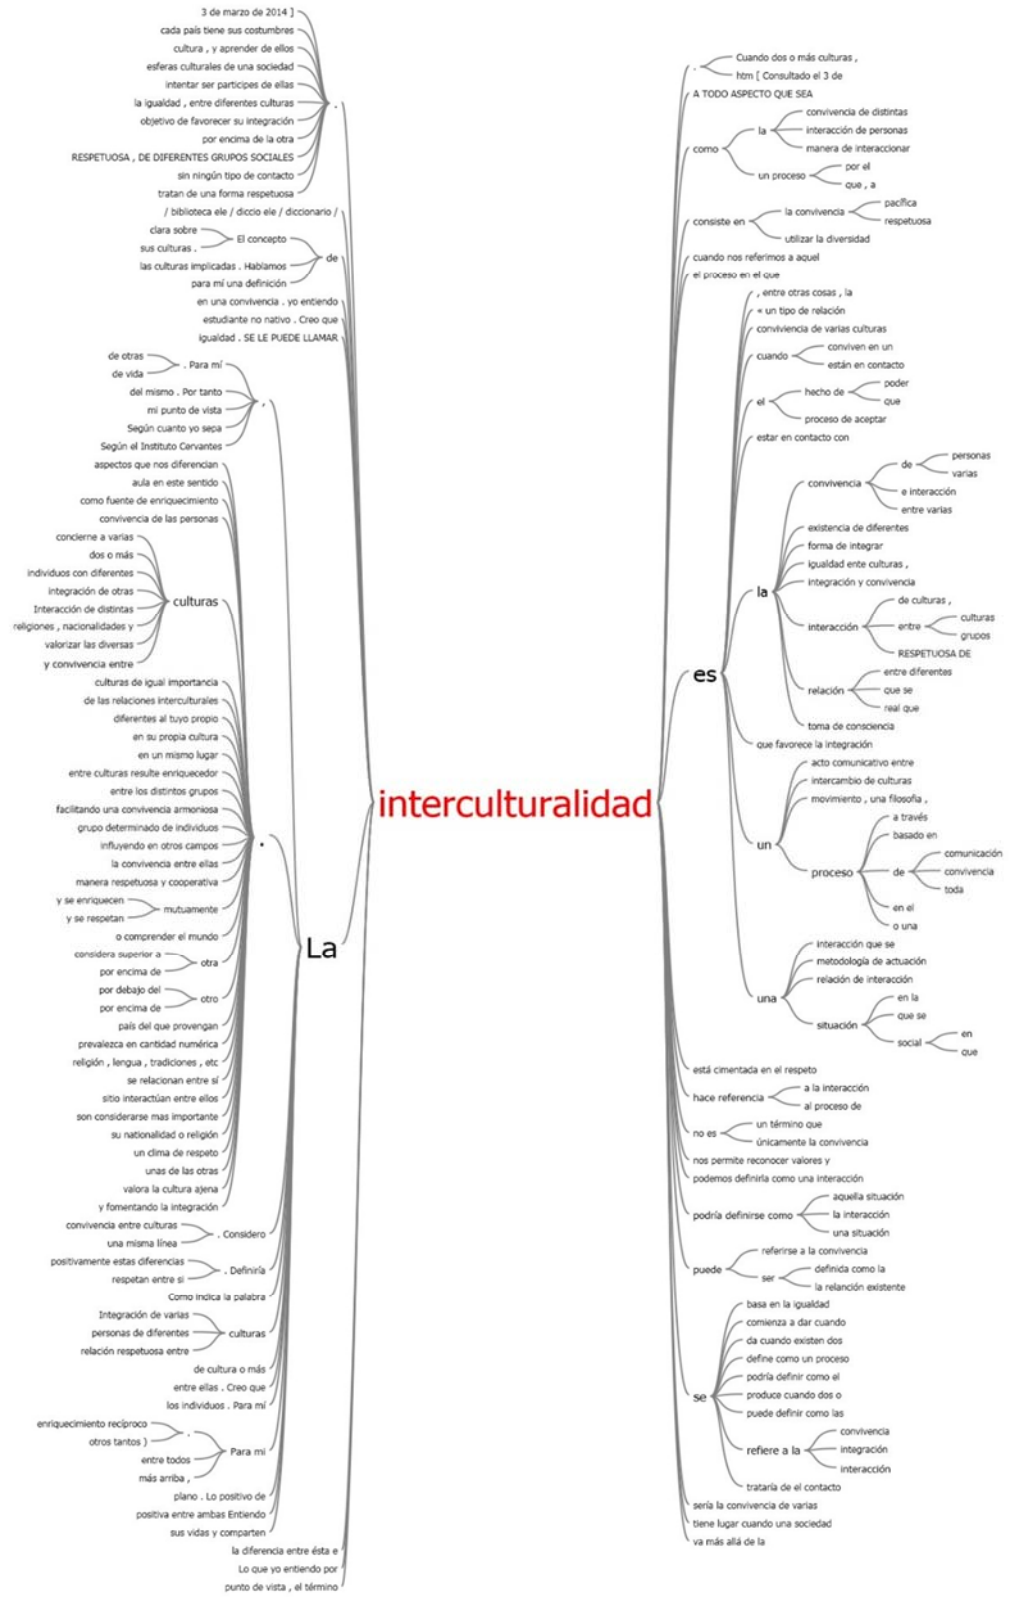 3 de marzo de 2014 ]
cada país tiene sus costumbres
cultura , y aprender de ellos
esferas culturales de una sociedad
intentar ser participes de ellas
la igualdad , entre diferentes culturas
objetivo de favorecer su integración
por encima de la otra
RESPETUOSA , DE DIFERENTES GRUPOS SOCIALES
sin ningún tipo de contacto
tratan de una forma respetuosa
.
/ biblioteca ele / diccio ele / diccionario /
clara sobre
sus culturas .
El concepto
las culturas implicadas . Hablamos
para mí una definición
de
en una convivencia . yo entiendo
estudiante no nativo . Creo que
igualdad . SE LE PUEDE LLAMAR
de otras
de vida
. Para mí
del mismo . Por tanto
mi punto de vista
Según cuanto yo sepa
Según el Instituto Cervantes
,
aspectos que nos diferencian
aula en este sentido
como fuente de enriquecimiento
convivencia de las personas
concierne a varias
dos o más
individuos con diferentes
integración de otras
Interacción de distintas
religiones , nacionalidades y
valorizar las diversas
y convivencia entre
culturas
culturas de igual importancia
de las relaciones interculturales
diferentes al tuyo propio
en su propia cultura
en un mismo lugar
entre culturas resulte enriquecedor
entre los distintos grupos
facilitando una convivencia armoniosa
grupo determinado de individuos
influyendo en otros campos
la convivencia entre ellas
manera respetuosa y cooperativa
y se enriquecen
y se respetan
mutuamente
o comprender el mundo
considera superior a
por encima de
otra
por debajo del
por encima de
otro
país del que provengan
prevalezca en cantidad numérica
religión , lengua , tradiciones , etc
se relacionan entre sí
sitio interactúan entre ellos
son considerarse mas importante
su nacionalidad o religión
un clima de respeto
unas de las otras
valora la cultura ajena
y fomentando la integración
.
convivencia entre culturas
una misma línea
. Considero
positivamente estas diferencias
respetan entre si
. Definiría
Como indica la palabra
Integración de varias
personas de diferentes
relación respetuosa entre
culturas
de cultura o más
entre ellas . Creo que
los individuos . Para mí
enriquecimiento recíproco
otros tantos )
.
entre todos
más arriba ,
Para mi
plano . Lo positivo de
positiva entre ambas Entiendo
sus vidas y comparten
La
la diferencia entre ésta e
Lo que yo entiendo por
punto de vista , el término
interculturalidad
.
Cuando dos o más culturas ,
htm [ Consultado el 3 de
A TODO ASPECTO QUE SEA
como
la
convivencia de distintas
interacción de personas
manera de interaccionar
un proceso
por el
que , a
consiste en
la convivencia
pacífica
respetuosa
utilizar la diversidad
cuando nos referimos a aquel
el proceso en el que
es
, entre otras cosas , la
« un tipo de relación
conviviencia de varias culturas
cuando
conviven en un
están en contacto
el
hecho de
poder
que
proceso de aceptar
estar en contacto con
la
convivencia
de
personas
varias
e interacción
entre varias
existencia de diferentes
forma de integrar
igualdad ente culturas ,
integración y convivencia
interacción
de culturas ,
entre
culturas
grupos
RESPETUOSA DE
relación
entre diferentes
que se
real que
toma de consciencia
que favorece la integración
un
acto comunicativo entre
intercambio de culturas
movimiento , una filosofía ,
proceso
a través
basado en
de
comunicación
convivencia
toda
en el
o una
una
interacción que se
metodología de actuación
relación de interacción
situación
en la
que se
social
en
que
está cimentada en el respeto
hace referencia
a la interacción
al proceso de
no es
un término que
únicamente la convivencia
nos permite reconocer valores y
podemos definirla como una interacción
podría definirse como
aquella situación
la interacción
una situación
puede
referirse a la convivencia
ser
definida como la
la relanción existente
se
basa en la igualdad
comienza a dar cuando
da cuando existen dos
define como un proceso
podría definir como el
produce cuando dos o
puede definir como las
refiere a la
convivencia
integración
interacción
trataría de el contacto
sería la convivencia de varias
tiene lugar cuando una sociedad
va más allá de la